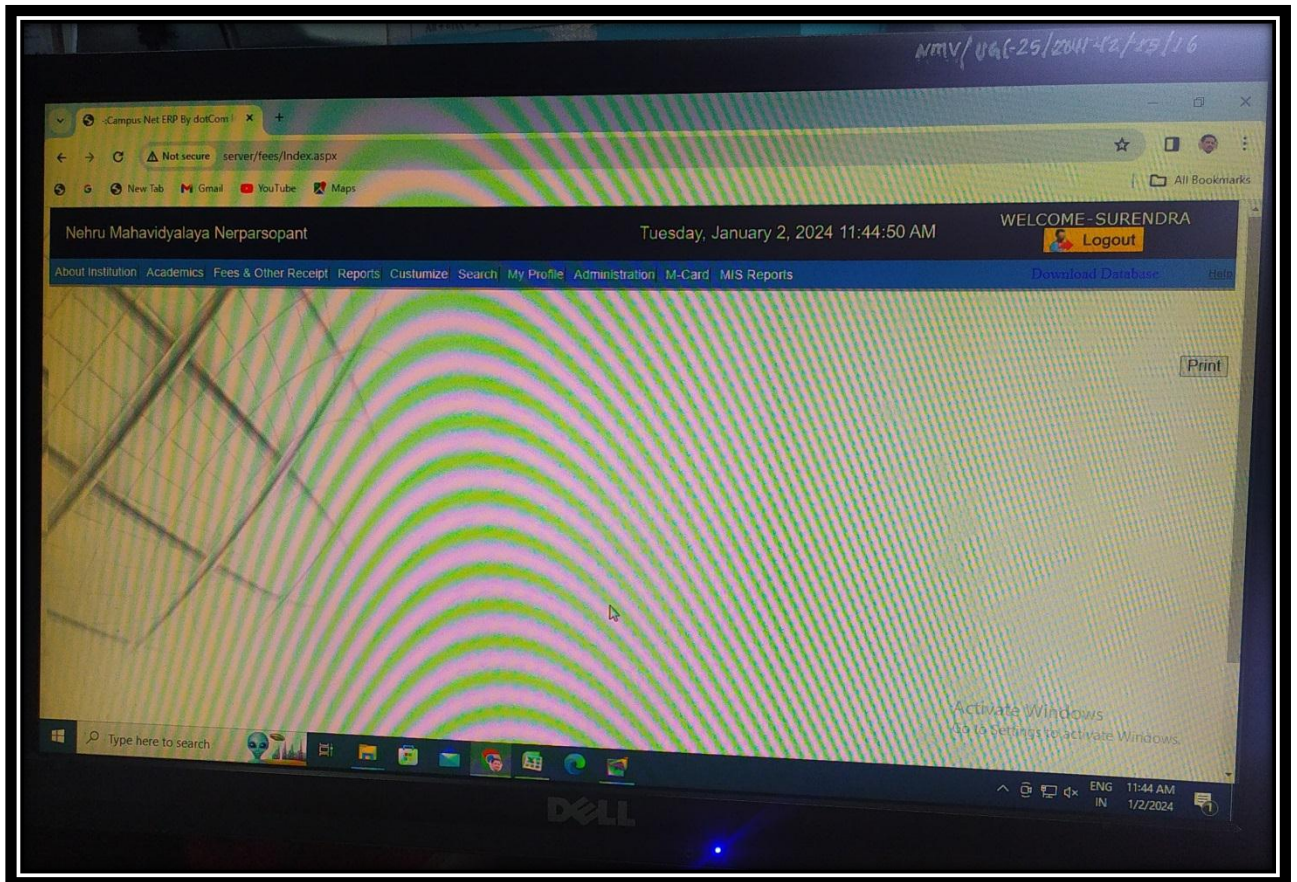 NMV/UGC-25/2011-12/
Campus Net ERP By dotCom
Not secure server/fees/Index.aspx
G New Tab Gmail YouTube Maps
All Bookmarks
Nehru Mahavidyalaya Nerparsopant
Tuesday, January 2, 2024 11:44:50 AM
WELCOME-SURENDRA
Logout
About Institution Academics Fees & Other Receipt Reports Custumize Search My Profile Administration M-Card MIS Reports
Download Database Help
Print
Activate Windows
Go to Settings to activate Windows.
Type here to search
ENG 11:44 AM
IN 1/2/2024
1
DELL